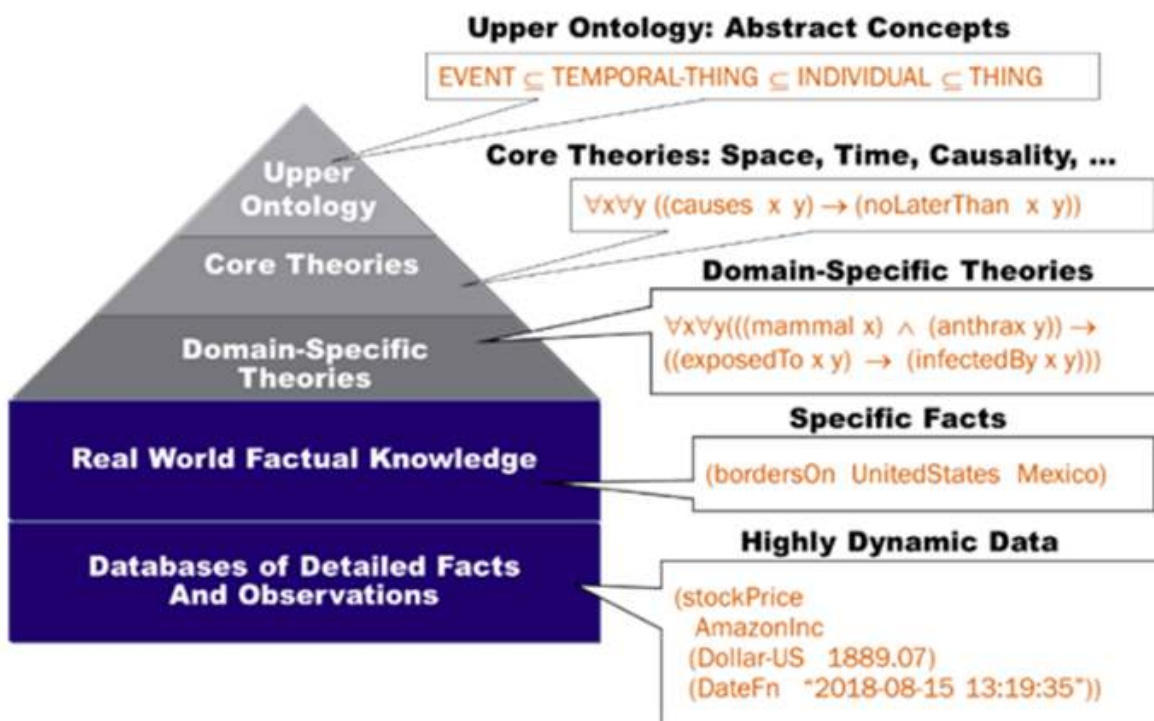 Upper Ontology: Abstract Concepts
EVENT ⊆ TEMPORAL-THING ⊆ INDIVIDUAL ⊆ THING
Upper
Ontology
Core Theories: Space, Time, Causality, ...
∀x∀y ((causes x y) → (noLaterThan x y))
Core Theories
Domain-Specific Theories
∀x∀y(((mammal x) ∧ (anthrax y)) →
((exposedTo x y) → (infectedBy x y)))
Domain-Specific
Theories
Specific Facts
(bordersOn UnitedStates Mexico)
Real World Factual Knowledge
Highly Dynamic Data
(stockPrice
AmazonInc
(Dollar-US 1889.07)
(DateFn “2018-08-15 13:19:35”))
Databases of Detailed Facts
And Observations